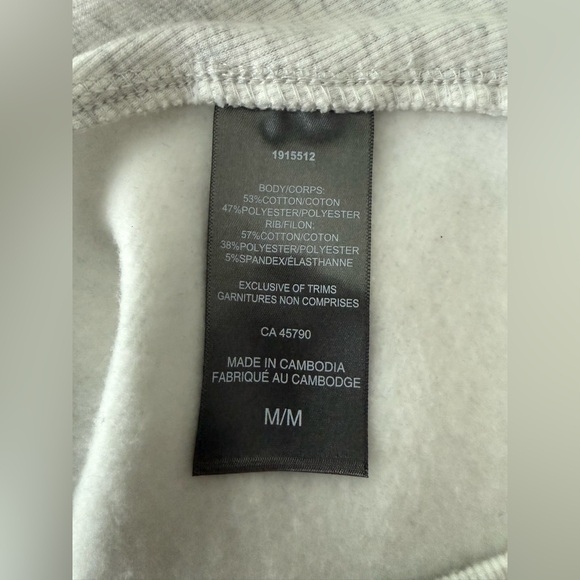 1915512
BODY/CORPS:
53%COTTON/COTON
47%POLYESTER/POLYESTER
RIB/FILON:
57%COTTON/COTON
38%POLYESTER/POLYESTER
5%SPANDEX/ÉLASTHANNE
EXCLUSIVE OF TRIMS
GARNITURES NON COMPRISES
CA 45790
MADE IN CAMBODIA
FABRIQUÉ AU CAMBODGE
M/M